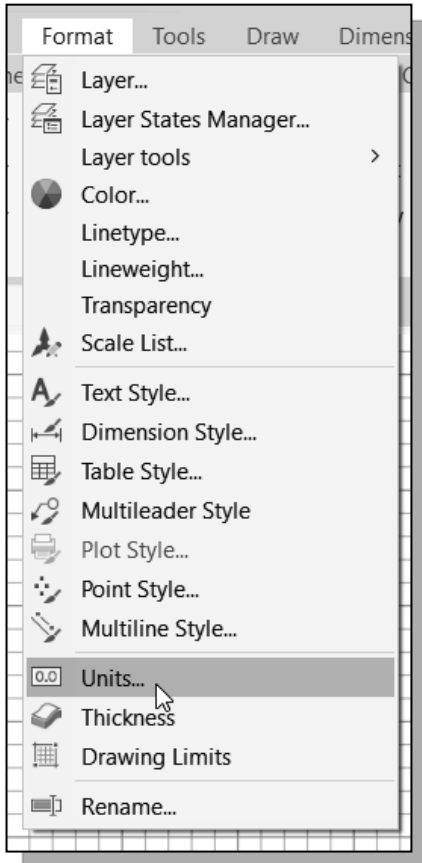 Format Tools Draw Dimens
Layer...
Layer States Manager...
Layer tools
Color...
Linetype...
Lineweight...
Transparency
Scale List...
Text Style...
Dimension Style...
Table Style...
Multileader Style
Plot Style...
Point Style...
Multiline Style...
0.0 Units...
Thickness
Drawing Limits
Rename...